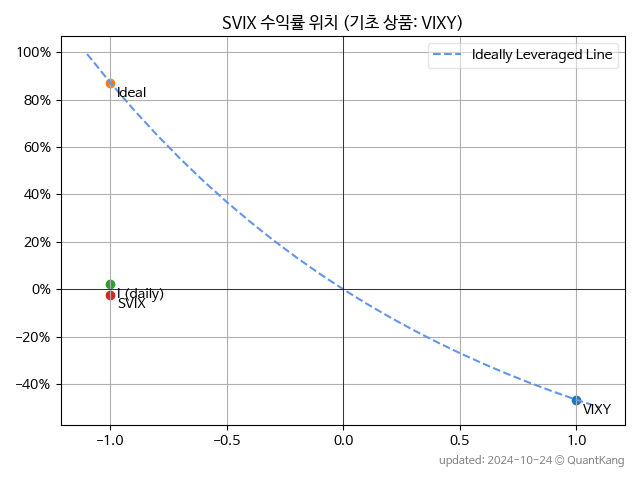 SVIX 수익률 위치 (기초 상품: VIXY)
Ideally Leveraged Line
100%
80%
60%
40%
20%
0%
−20%
−40%
Ideal
(daily)
SVIX
VIXY
−1.0
−0.5
0.0
0.5
1.0
updated: 2024-10-24 © QuantKang